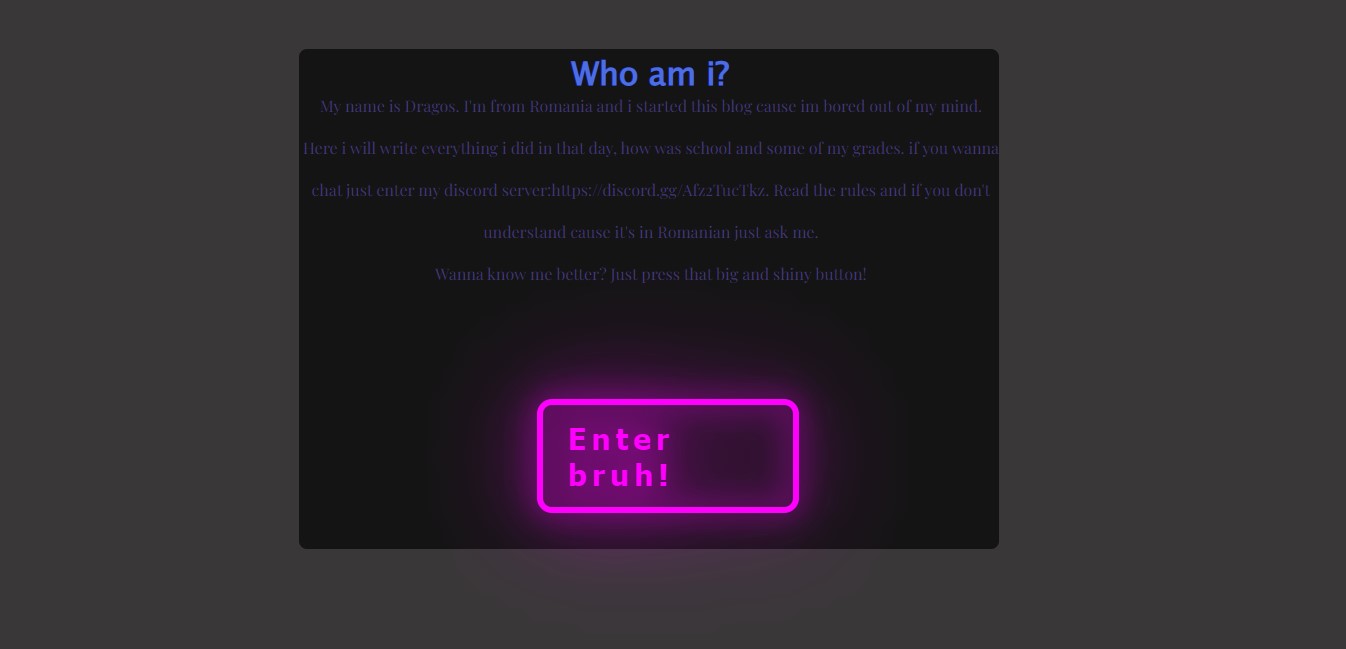 Who am i?
My name is Dragos. I'm from Romania and i started this blog cause im bored out of my mind.
Here i will write everything i did in that day, how was school and some of my grades. if you wanna
chat just enter my discord server:https://discord.gg/Afz2TueTkz. Read the rules and if you don't
understand cause it's in Romanian just ask me.
Wanna know me better? Just press that big and shiny button!
Enter
bruh!